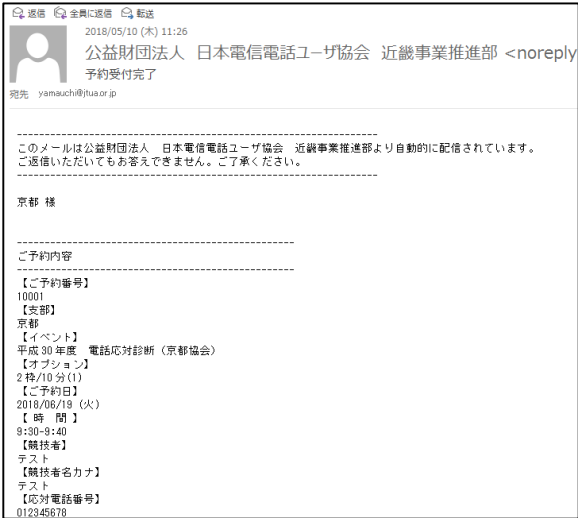 返信 全員に返信 転送
2018/05/10 (木) 11:26
公益財団法人　日本電信電話ユーザ協会　近畿事業推進部 <noreply
予約受付完了
宛先　yamauchi@jtua.or.jp
------------------------------------------------------------------
このメールは公益財団法人　日本電信電話ユーザ協会　近畿事業推進部より自動的に配信されています。
ご返信いただいてもお答えできません。ご了承ください。
------------------------------------------------------------------
京都 様
---------------------------------------------------
ご予約内容
---------------------------------------------------
【ご予約番号】
10001
【支部】
京都
【イベント】
平成30年度　電話応対診断（京都協会）
【オプション】
2枠/10分(1)
【ご予約日】
2018/06/19（火）
【 時　間 】
9:30-9:40
【競技者】
テスト
【競技者名カナ】
テスト
【応対電話番号】
012345678